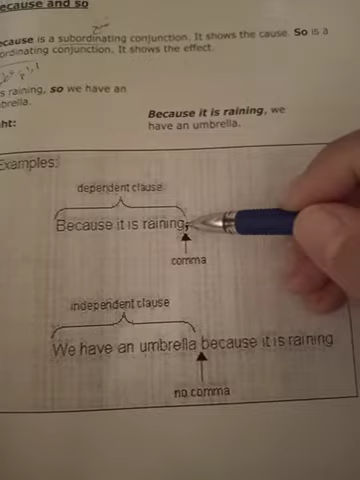 ecause and so
ecause is a subordinating conjunction. It shows the cause. So is a
ordinating conjunction. It shows the effect.
s raining, so we have an
brella.
ht:
Because it is raining, we
have an umbrella.
Examples:
dependent clause
Because it is raining,
comma
independent clause
We have an umbrella because it is raining
no comma